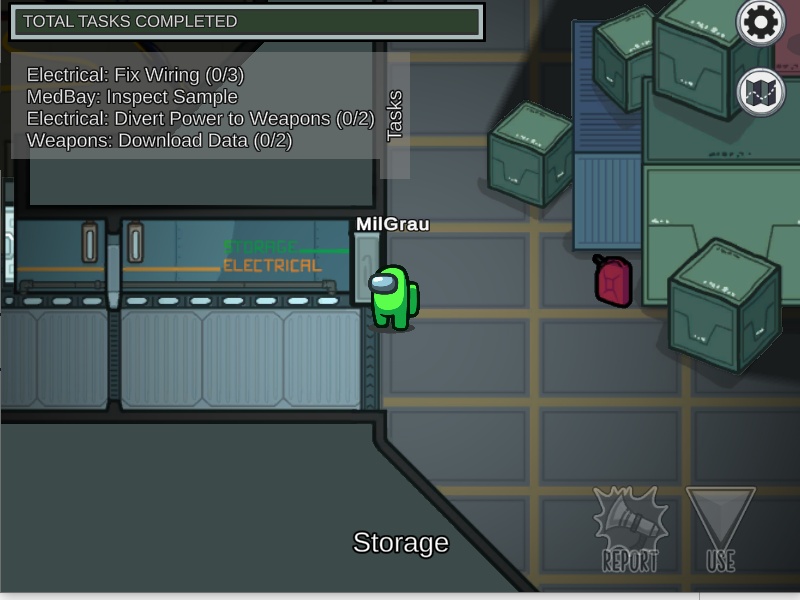 TOTAL TASKS COMPLETED
Electrical: Fix Wiring (0/3)
MedBay: Inspect Sample
Electrical: Divert Power to Weapons (0/2)
Weapons: Download Data (0/2)
Tasks
MilGrau
STORAGE
ELECTRICAL
Storage
REPORT
USE